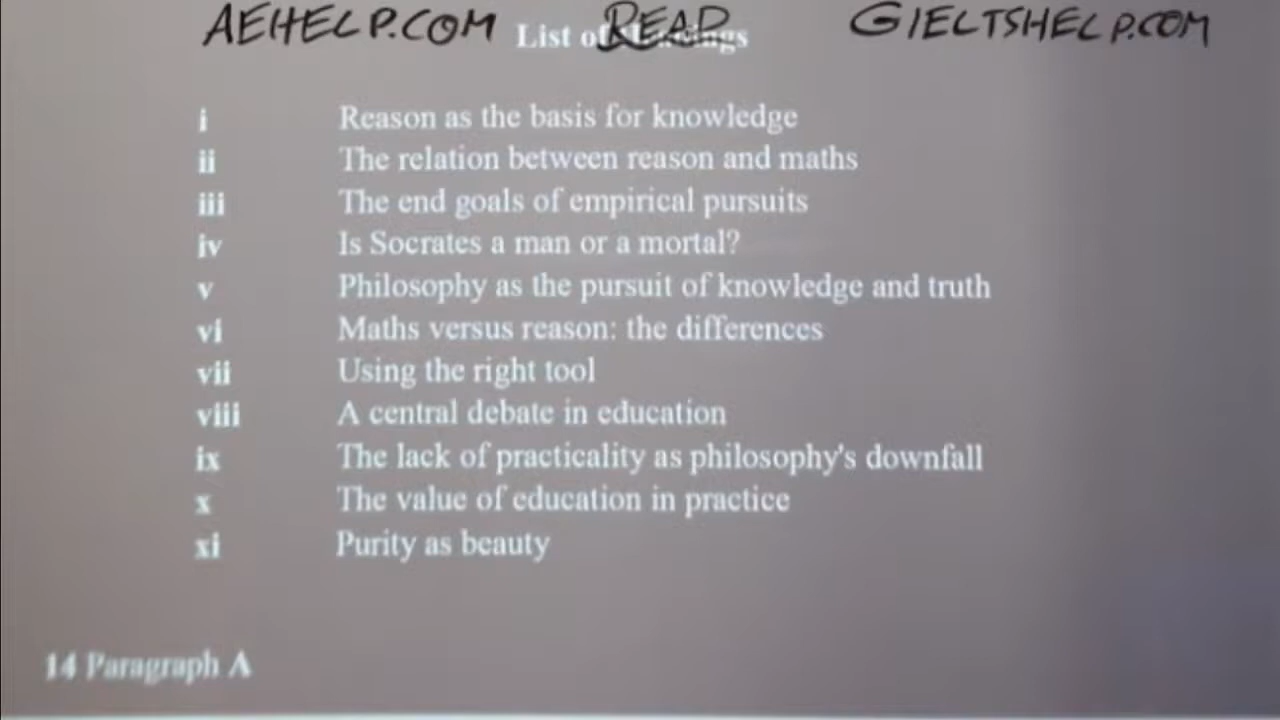 AEHELP.COM READ GIELTSHELP.COM
List of
i Reason as the basis for knowledge
ii The relation between reason and maths
iii The end goals of empirical pursuits
iv Is Socrates a man or a mortal?
v Philosophy as the pursuit of knowledge and truth
vi Maths versus reason: the differences
vii Using the right tool
viii A central debate in education
ix The lack of practicality as philosophy's downfall
x The value of education in practice
xi Purity as beauty
14 Paragraph A